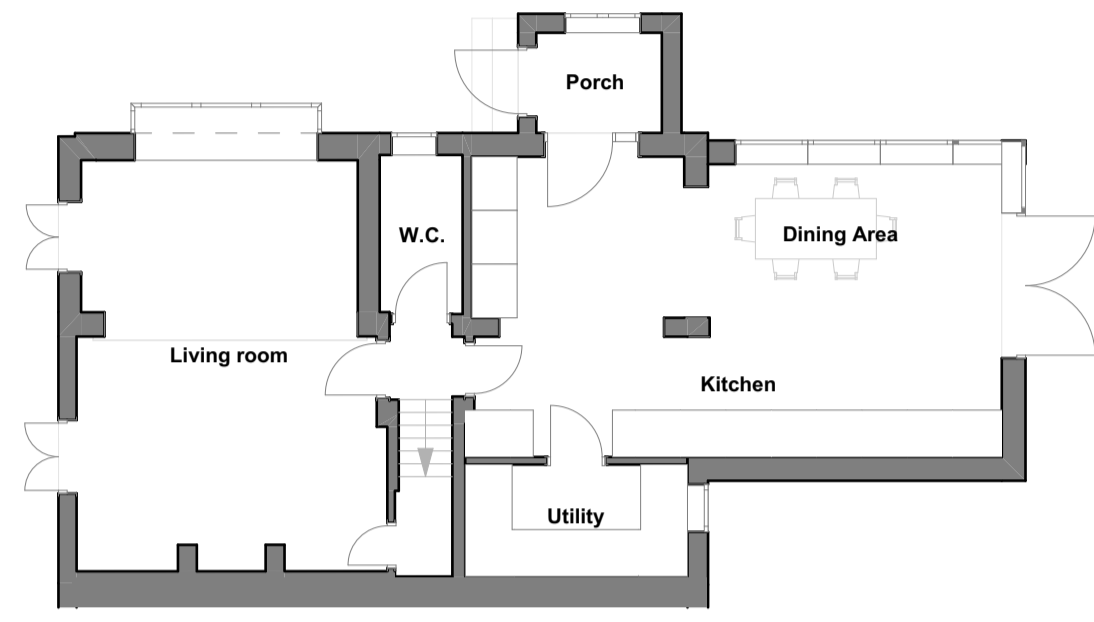 Porch
W.C.
Dining Area
Living room
Kitchen
Utility